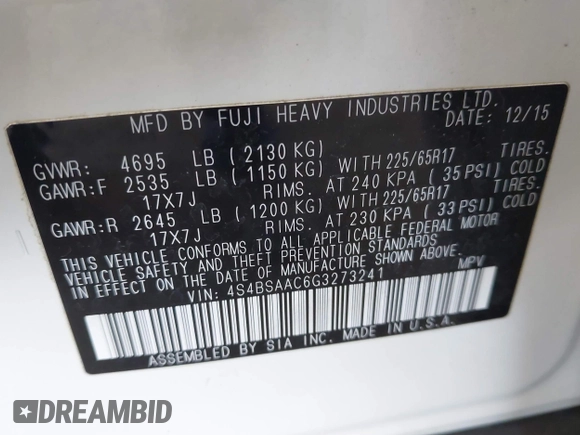 MFD BY FUJI HEAVY INDUSTRIES LTD.
DATE: 12/15
GVWR: 4695 LB (2130 KG)
GAWR:F 2535 LB (1150 KG) WITH 225/65R17 TIRES.
17X7J RIMS. AT 240 KPA (35 PSI) COLD
GAWR:R 2645 LB (1200 KG) WITH 225/65R17 TIRES.
17X7J RIMS. AT 230 KPA (33 PSI) COLD
THIS VEHICLE CONFORMS TO ALL APPLICABLE FEDERAL MOTOR
VEHICLE SAFETY AND THEFT PREVENTION STANDARDS
IN EFFECT ON THE DATE OF MANUFACTURE SHOWN ABOVE.
VIN: 4S4BSAAC6G3273241 MPV
ASSEMBLED BY SIA INC. MADE IN U.S.A.
DREAMBID